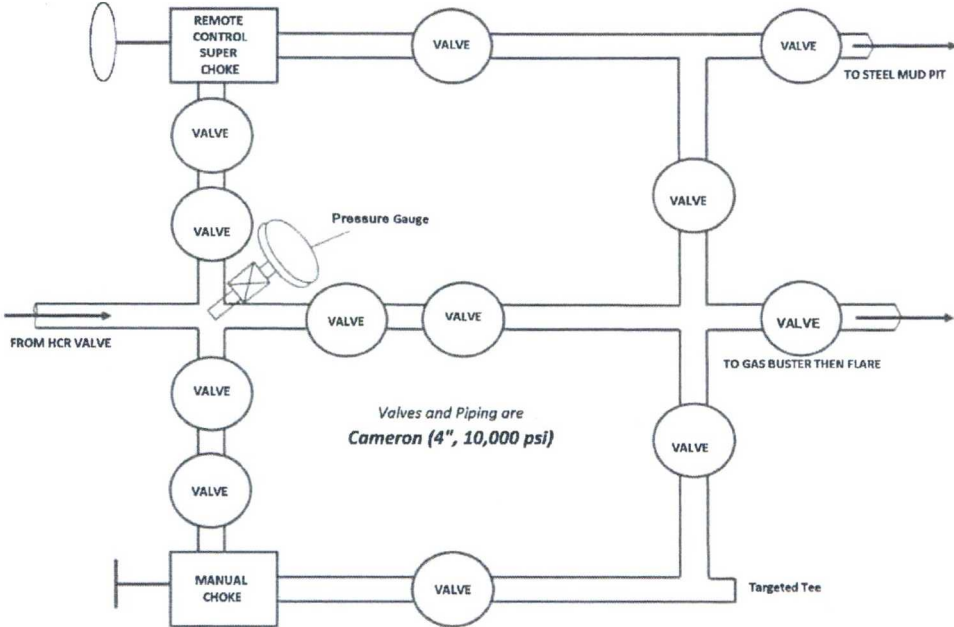 REMOTE
CONTROL
SUPER
CHOKE
VALVE
VALVE
TO STEEL MUD PIT
VALVE
VALVE
VALVE
Pressure Gauge
FROM HCR VALVE
VALVE
VALVE
VALVE
TO GAS BUSTER THEN FLARE
VALVE
Valves and Piping are
Cameron (4", 10,000 psi)
VALVE
VALVE
MANUAL
CHOKE
VALVE
Targeted Tee